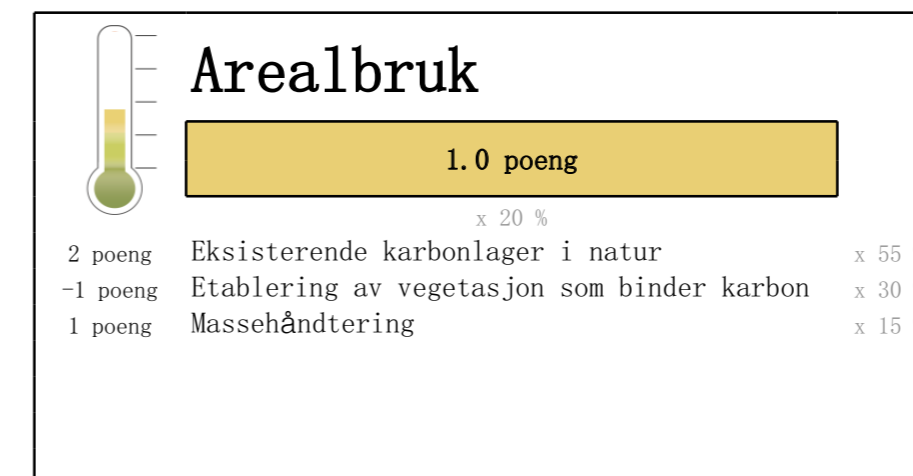 Arealbruk
1.0 poeng
x 20 %
2 poeng Eksisterende karbonlager i natur x 55
-1 poeng Etablering av vegetasjon som binder karbon x 30
1 poeng Massehåndtering x 15